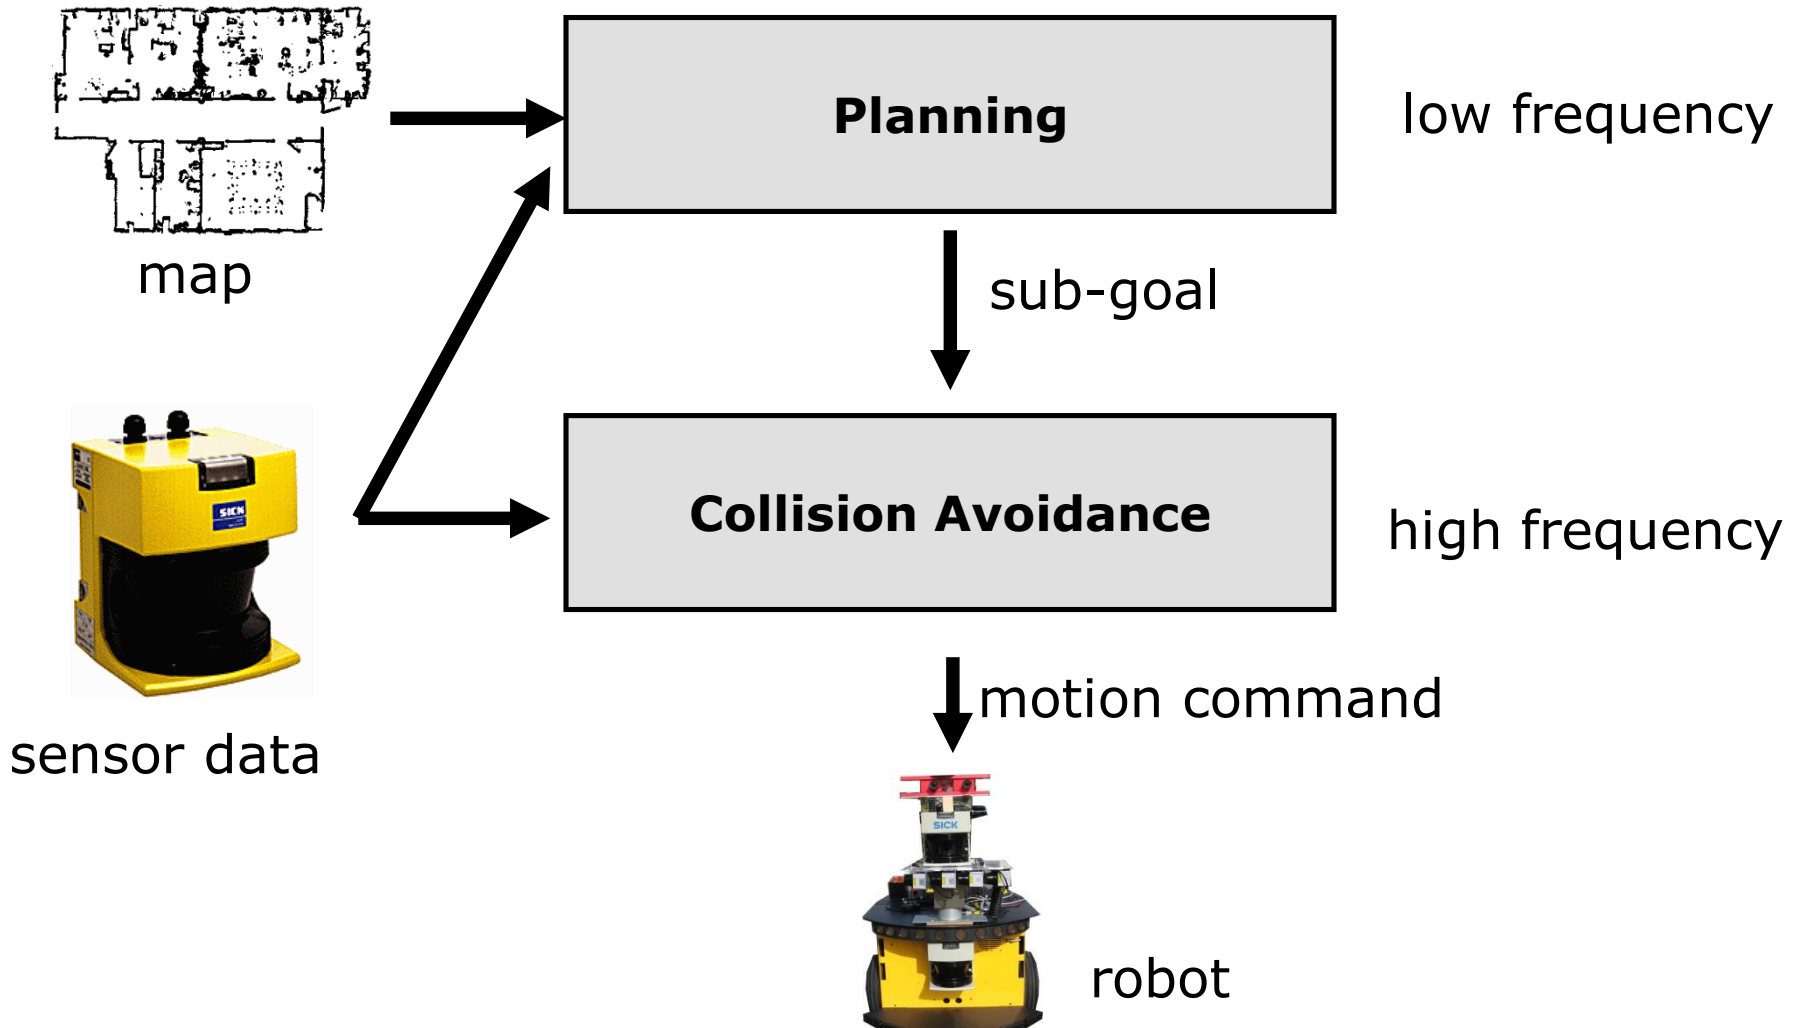 Planning
low frequency
map
sub-goal
SICK
Collision Avoidance
high frequency
motion command
sensor data
SICK
robot